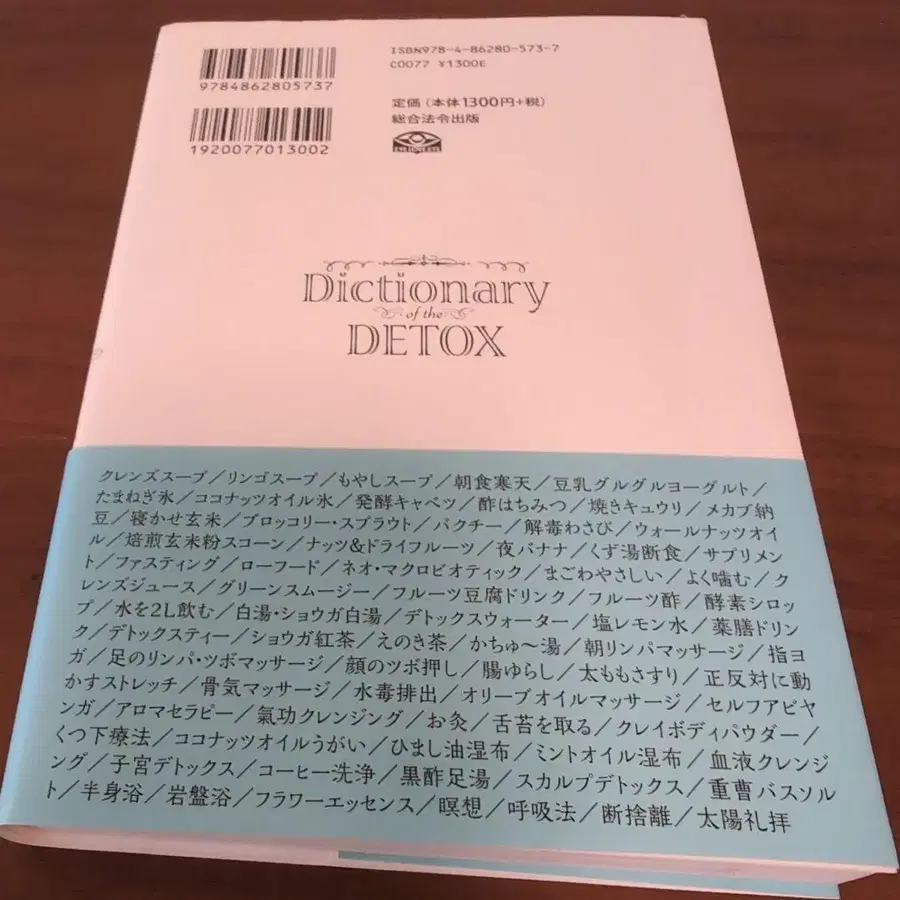 9784862805737
1920077013002
ISBN978-4-86280-573-7
C0077 ¥1300E
定価（本体1300円+税）
総合法令出版
Dictionary
of the
DETOX
クレンズスープ／リンゴスープ／もやしスープ／朝食寒天／豆乳グルグルヨーグルト／
たまねぎ氷／ココナッツオイル氷／発酵キャベツ／酢はちみつ／焼きキュウリ／メカブ納
豆／寝かせ玄米／ブロッコリー・スプラウト／パクチー／解毒わさび／ウォールナッツオイ
ル／焙煎玄米粉スコーン／ナッツ&ドライフルーツ／夜バナナ／くず湯断食／サプリメン
ト／ファスティング／ローフード／ネオ・マクロビオティック／まごわやさしい／よく噛む／ク
レンズジュース／グリーンスムージー／フルーツ豆腐ドリンク／フルーツ酢／酵素シロッ
プ／水を2L飲む／白湯・ショウガ白湯／デトックスウォーター／塩レモン水／薬膳ドリン
ク／デトックスティー／ショウガ紅茶／えのき茶／かちゅ〜湯／朝リンパマッサージ／指ヨ
ガ／足のリンパ・ツボマッサージ／顔のツボ押し／腸ゆらし／太ももさすり／正反対に動
かすストレッチ／骨気マッサージ／水毒排出／オリーブオイルマッサージ／セルフアビヤ
ンガ／アロマセラピー／氣功クレンジング／お灸／舌苔を取る／クレイボディパウダー／
くつ下療法／ココナッツオイルうがい／ひまし油湿布／ミントオイル湿布／血液クレンジ
ング／子宮デトックス／コーヒー洗浄／黒酢足湯／スカルプデトックス／重曹バスソル
ト／半身浴／岩盤浴／フラワーエッセンス／瞑想／呼吸法／断捨離／太陽礼拝